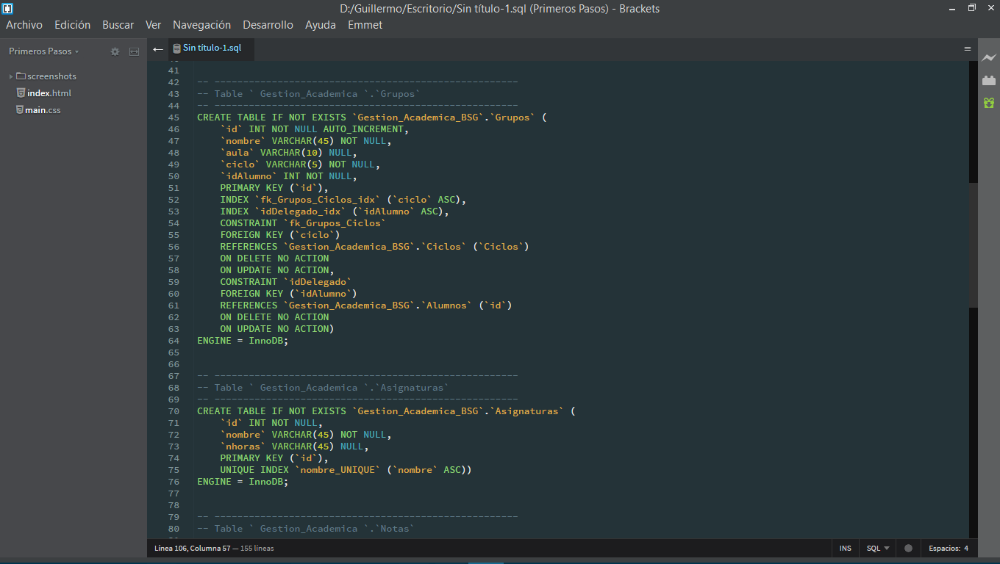 D:/Guillermo/Escritorio/Sin título-1.sql (Primeros Pasos) - Brackets
Archivo Edición Buscar Ver Navegación Desarrollo Ayuda Emmet
Primeros Pasos
Sin título-1.sql
screenshots
index.html
main.css
41
42 -- -----------------------------------------------------
43 -- Table ` Gestion_Academica `.`Grupos`
44 -- -----------------------------------------------------
45 CREATE TABLE IF NOT EXISTS `Gestion_Academica_BSG`.`Grupos` (
46 `id` INT NOT NULL AUTO_INCREMENT,
47 `nombre` VARCHAR(45) NOT NULL,
48 `aula` VARCHAR(10) NULL,
49 `ciclo` VARCHAR(5) NOT NULL,
50 `idAlumno` INT NOT NULL,
51 PRIMARY KEY (`id`),
52 INDEX `fk_Grupos_Ciclos_idx` (`ciclo` ASC),
53 INDEX `idDelegado_idx` (`idAlumno` ASC),
54 CONSTRAINT `fk_Grupos_Ciclos`
55 FOREIGN KEY (`ciclo`)
56 REFERENCES `Gestion_Academica_BSG`.`Ciclos` (`Ciclos`)
57 ON DELETE NO ACTION
58 ON UPDATE NO ACTION,
59 CONSTRAINT `idDelegado`
60 FOREIGN KEY (`idAlumno`)
61 REFERENCES `Gestion_Academica_BSG`.`Alumnos` (`id`)
62 ON DELETE NO ACTION
63 ON UPDATE NO ACTION)
64 ENGINE = InnoDB;
65
66
67 -- -----------------------------------------------------
68 -- Table ` Gestion_Academica `.`Asignaturas`
69 -- -----------------------------------------------------
70 CREATE TABLE IF NOT EXISTS `Gestion_Academica_BSG`.`Asignaturas` (
71 `id` INT NOT NULL,
72 `nombre` VARCHAR(45) NOT NULL,
73 `nhoras` VARCHAR(45) NULL,
74 PRIMARY KEY (`id`),
75 UNIQUE INDEX `nombre_UNIQUE` (`nombre` ASC))
76 ENGINE = InnoDB;
77
78
79 -- -----------------------------------------------------
80 -- Table ` Gestion_Academica `.`Notas`
Línea 106, Columna 57 — 155 líneas
INS SQL Espacios: 4